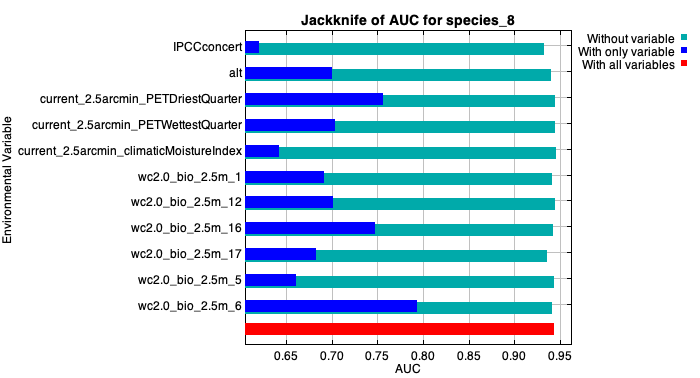 Jackknife of AUC for species_8
Without variable
With only variable
With all variables
Environmental Variable
IPCCconcert
alt
current_2.5arcmin_PETDriestQuarter
current_2.5arcmin_PETWettestQuarter
current_2.5arcmin_climaticMoistureIndex
wc2.0_bio_2.5m_1
wc2.0_bio_2.5m_12
wc2.0_bio_2.5m_16
wc2.0_bio_2.5m_17
wc2.0_bio_2.5m_5
wc2.0_bio_2.5m_6
0.65 0.70 0.75 0.80 0.85 0.90 0.95
AUC